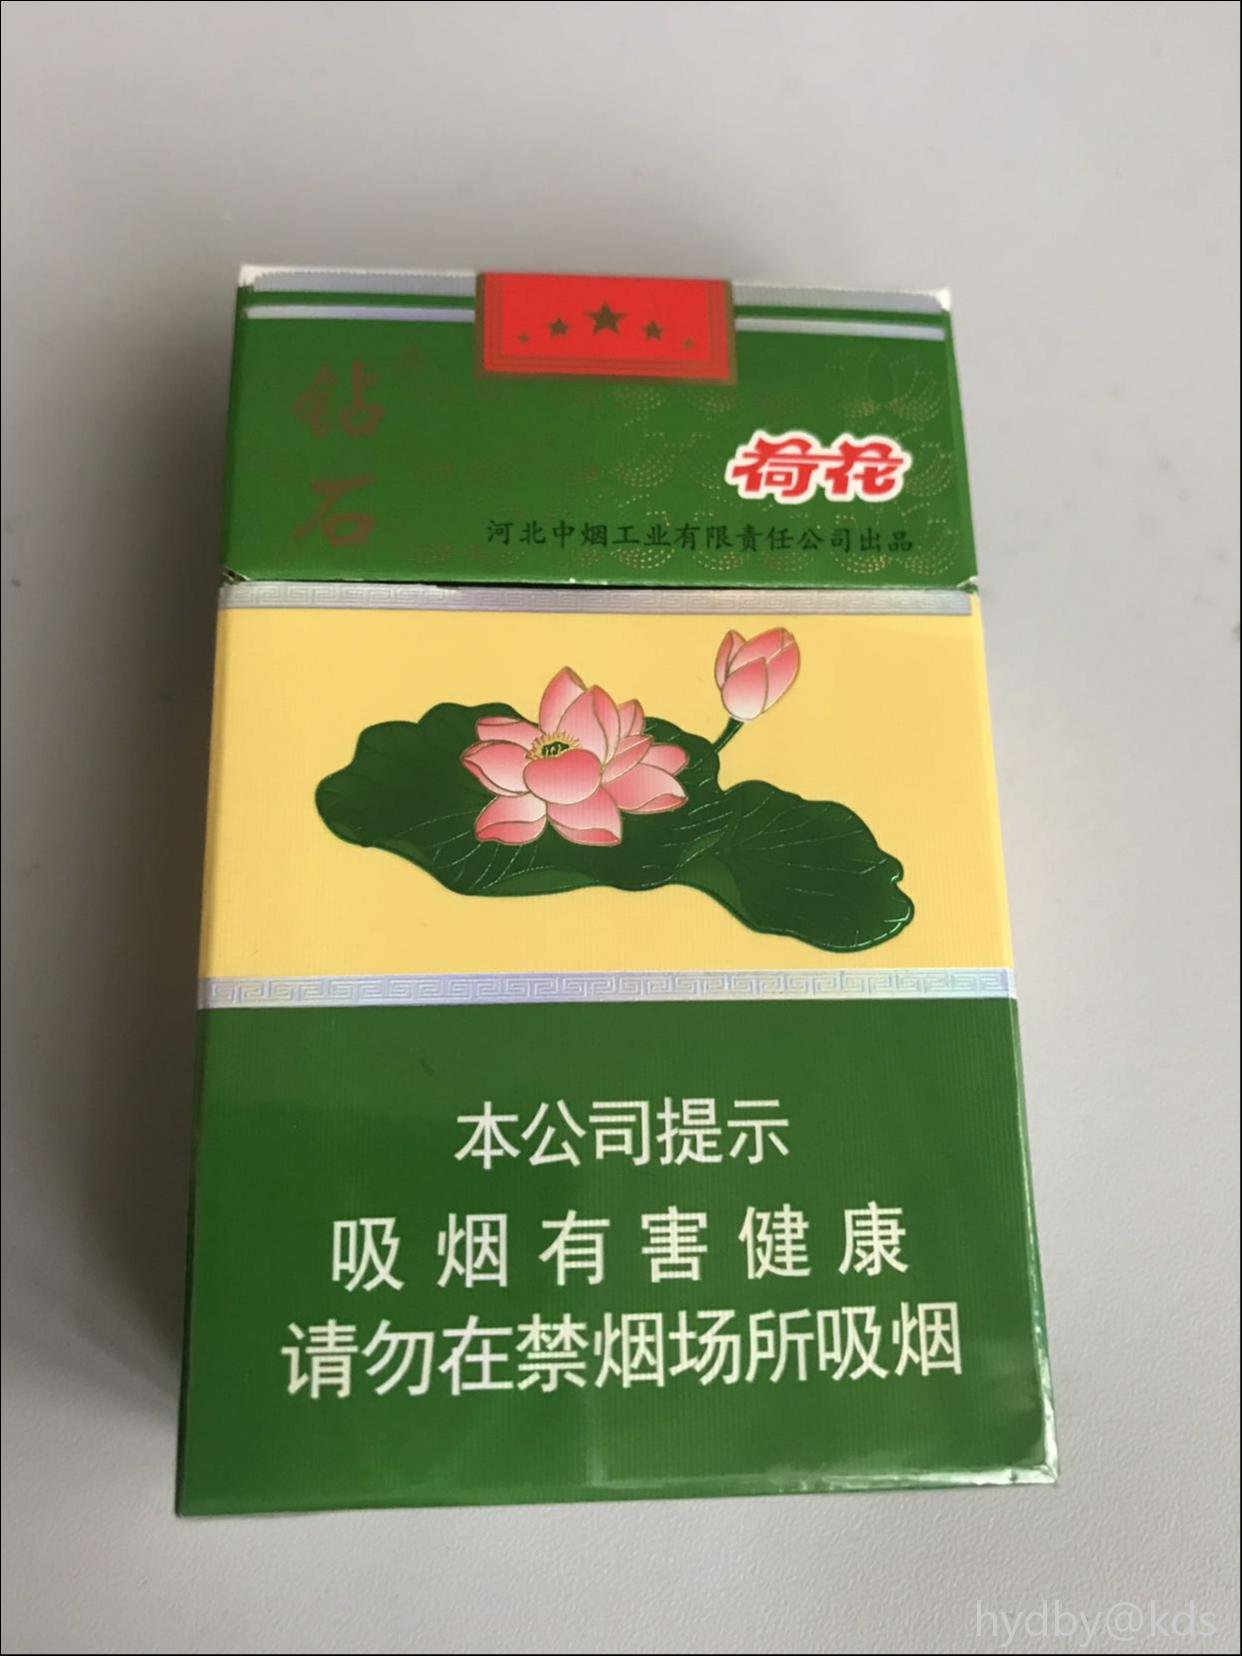 钻石
荷花
河北中烟工业有限责任公司出品
本公司提示
吸烟有害健康
请勿在禁烟场所吸烟
hydby@kds